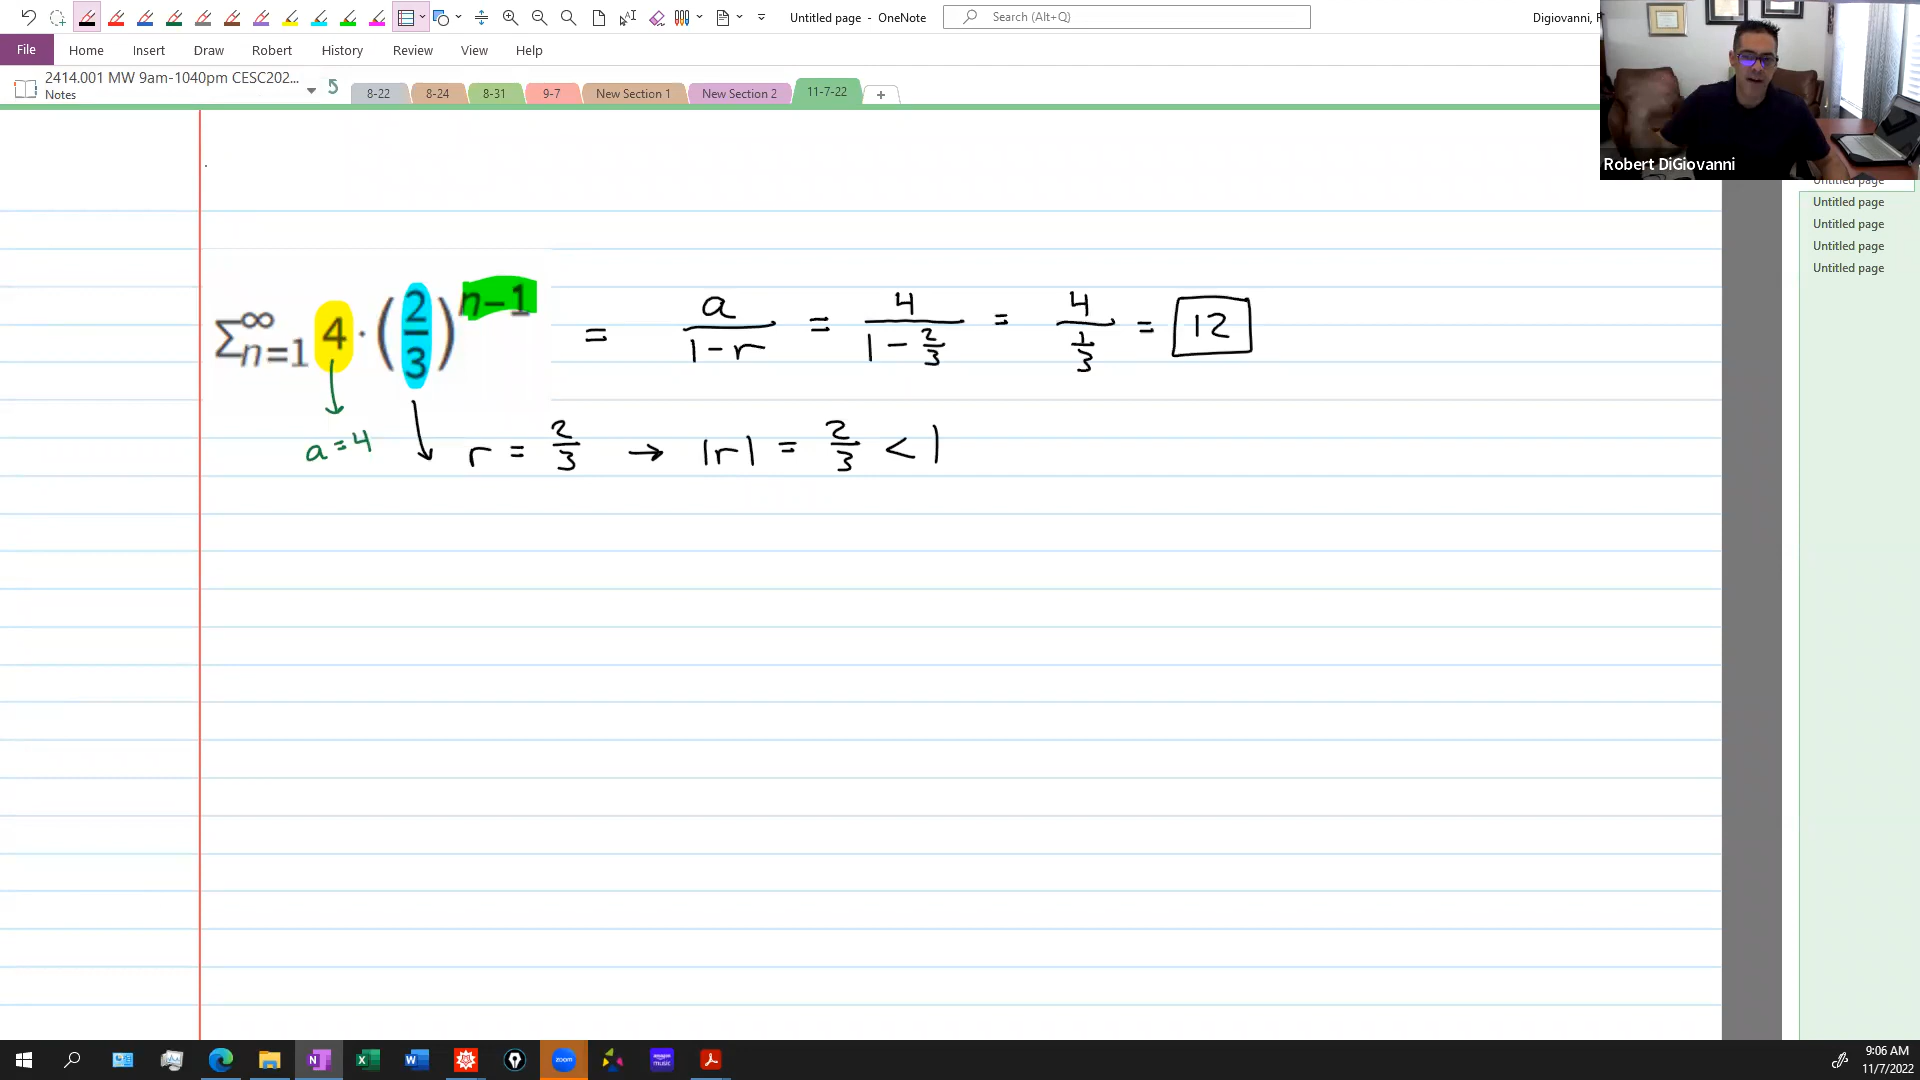 Untitled page - OneNote
Search (Alt+Q)
Digiovanni,
File Home Insert Draw Robert History Review View Help
2414.001 MW 9am-1040pm CESC202...
Notes
8-22 8-24 8-31 9-7 New Section 1 New Section 2 11-7-22 +
Robert DiGiovanni
Untitled page
Untitled page
Untitled page
Untitled page
Untitled page
∑_{n=1}^{∞} 4 · (2/3)^{n-1} = a/(1-r) = 4/(1 - 2/3) = 4/(1/3) = 12
a = 4
r = 2/3 → |r| = 2/3 < 1
zoom
amazon music
9:06 AM
11/7/2022